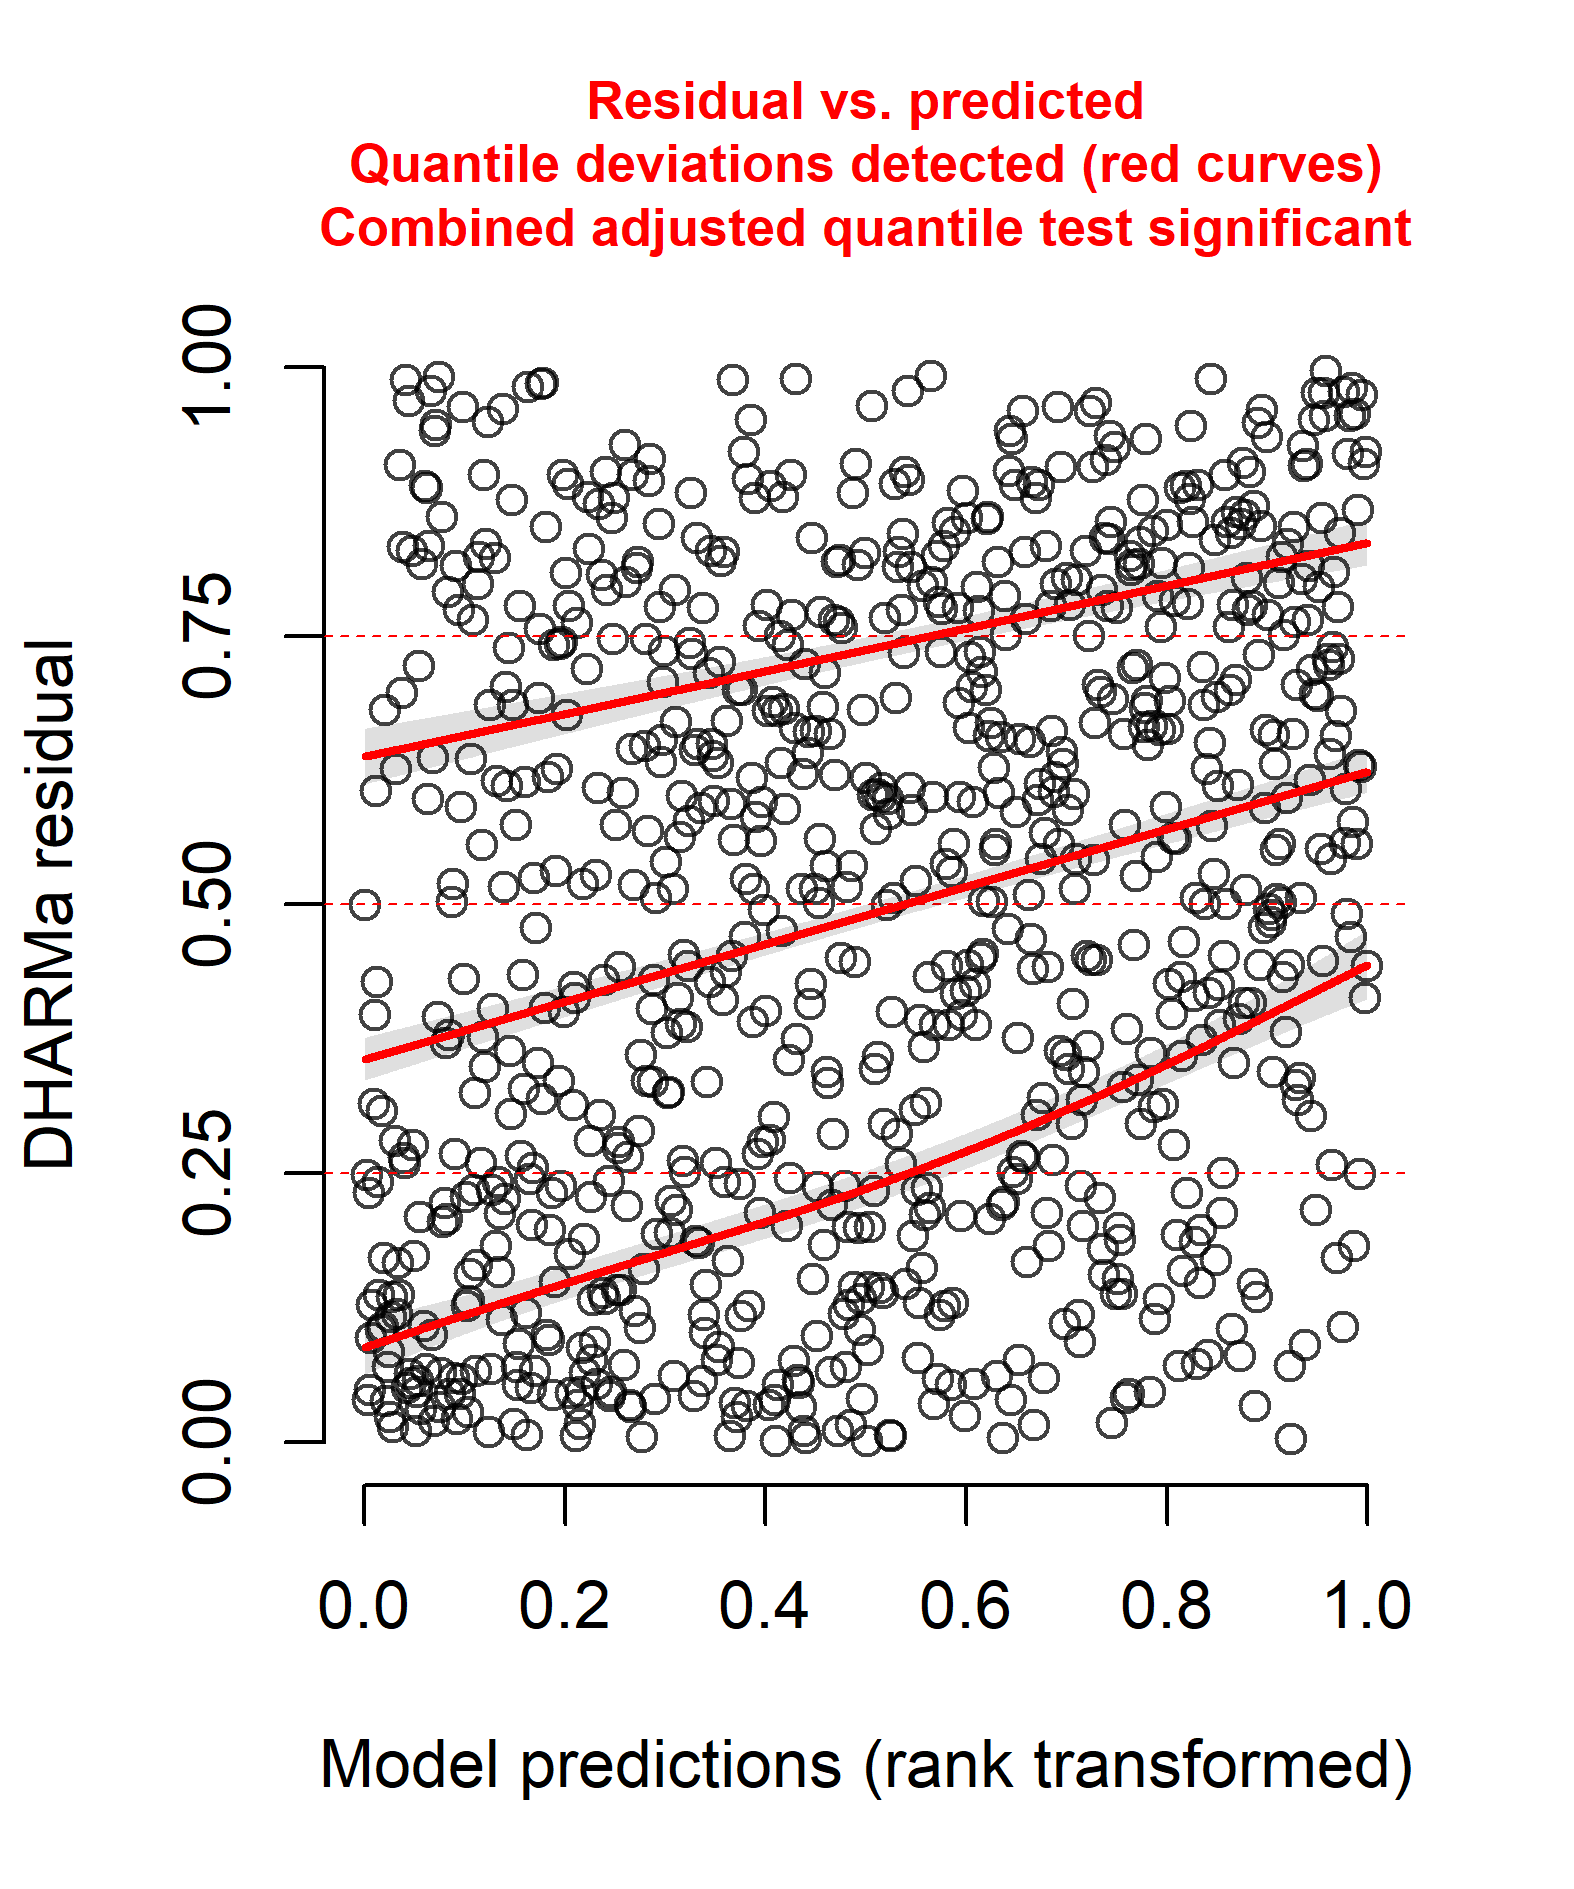 Residual vs. predicted
Quantile deviations detected (red curves)
Combined adjusted quantile test significant
1.00
0.75
0.50
0.25
0.00
DHARMa residual
0.0 0.2 0.4 0.6 0.8 1.0
Model predictions (rank transformed)